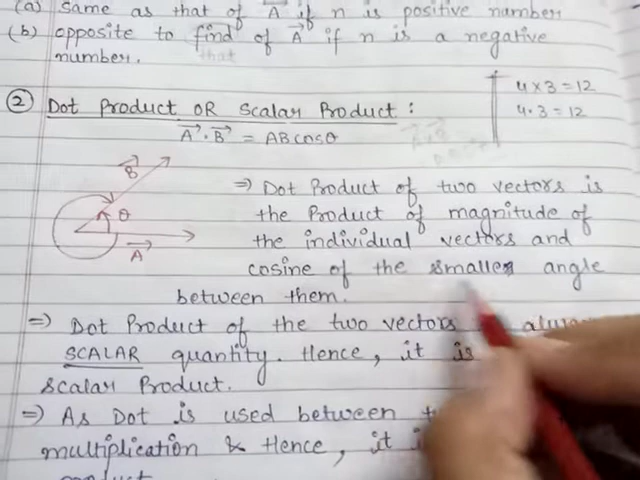 (a) Same as that of A if n is positive number
(b) opposite to find of A if n is a negative
number. that
4 x 3 = 12
4 . 3 = 12
② Dot Product OR Scalar Product :
A . B = AB cosθ
B
θ
A
⇒ Dot Product of two vectors is
the Product of magnitude of
the individual vectors and
cosine of the smaller angle
between them.
⇒ Dot Product of the two vectors
SCALAR quantity. Hence, it is
Scalar Product.
⇒ As Dot is used between
multiplication & Hence, it
product